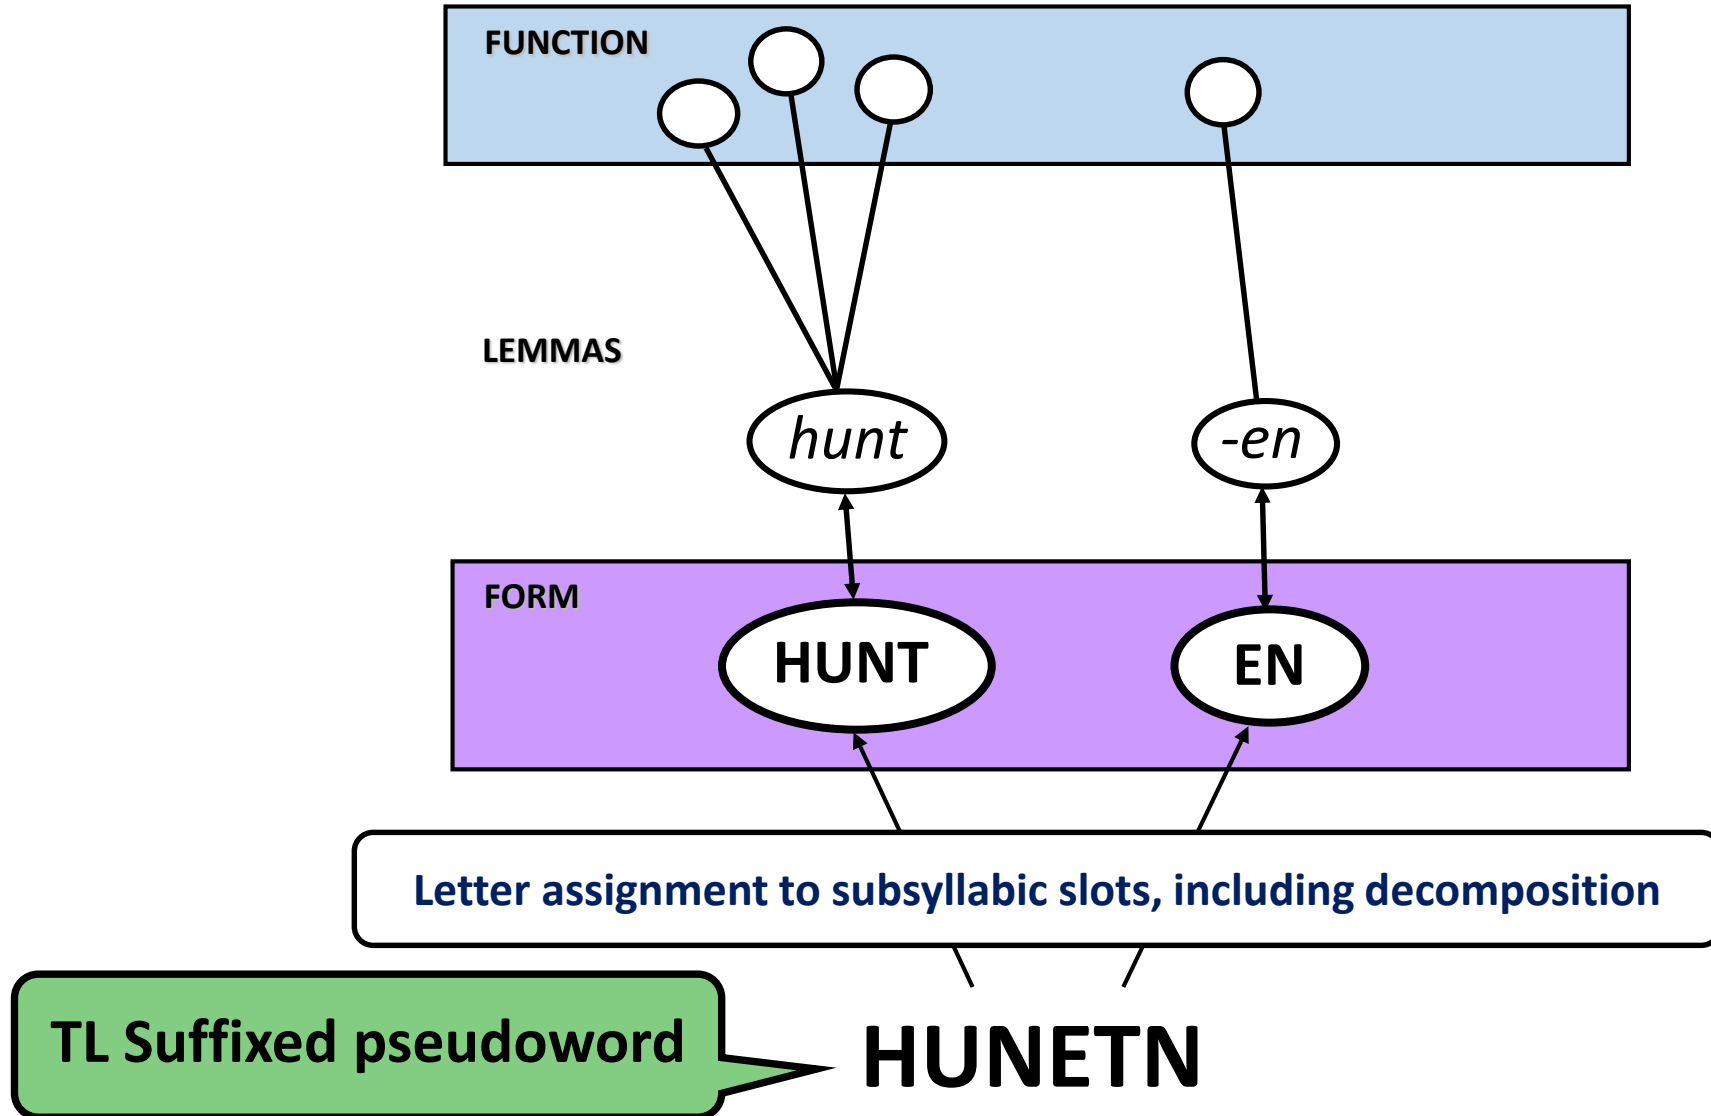 FUNCTION
LEMMAS
hunt
-en
FORM
HUNT
EN
Letter assignment to subsyllabic slots, including decomposition
TL Suffixed pseudoword
HUNETN